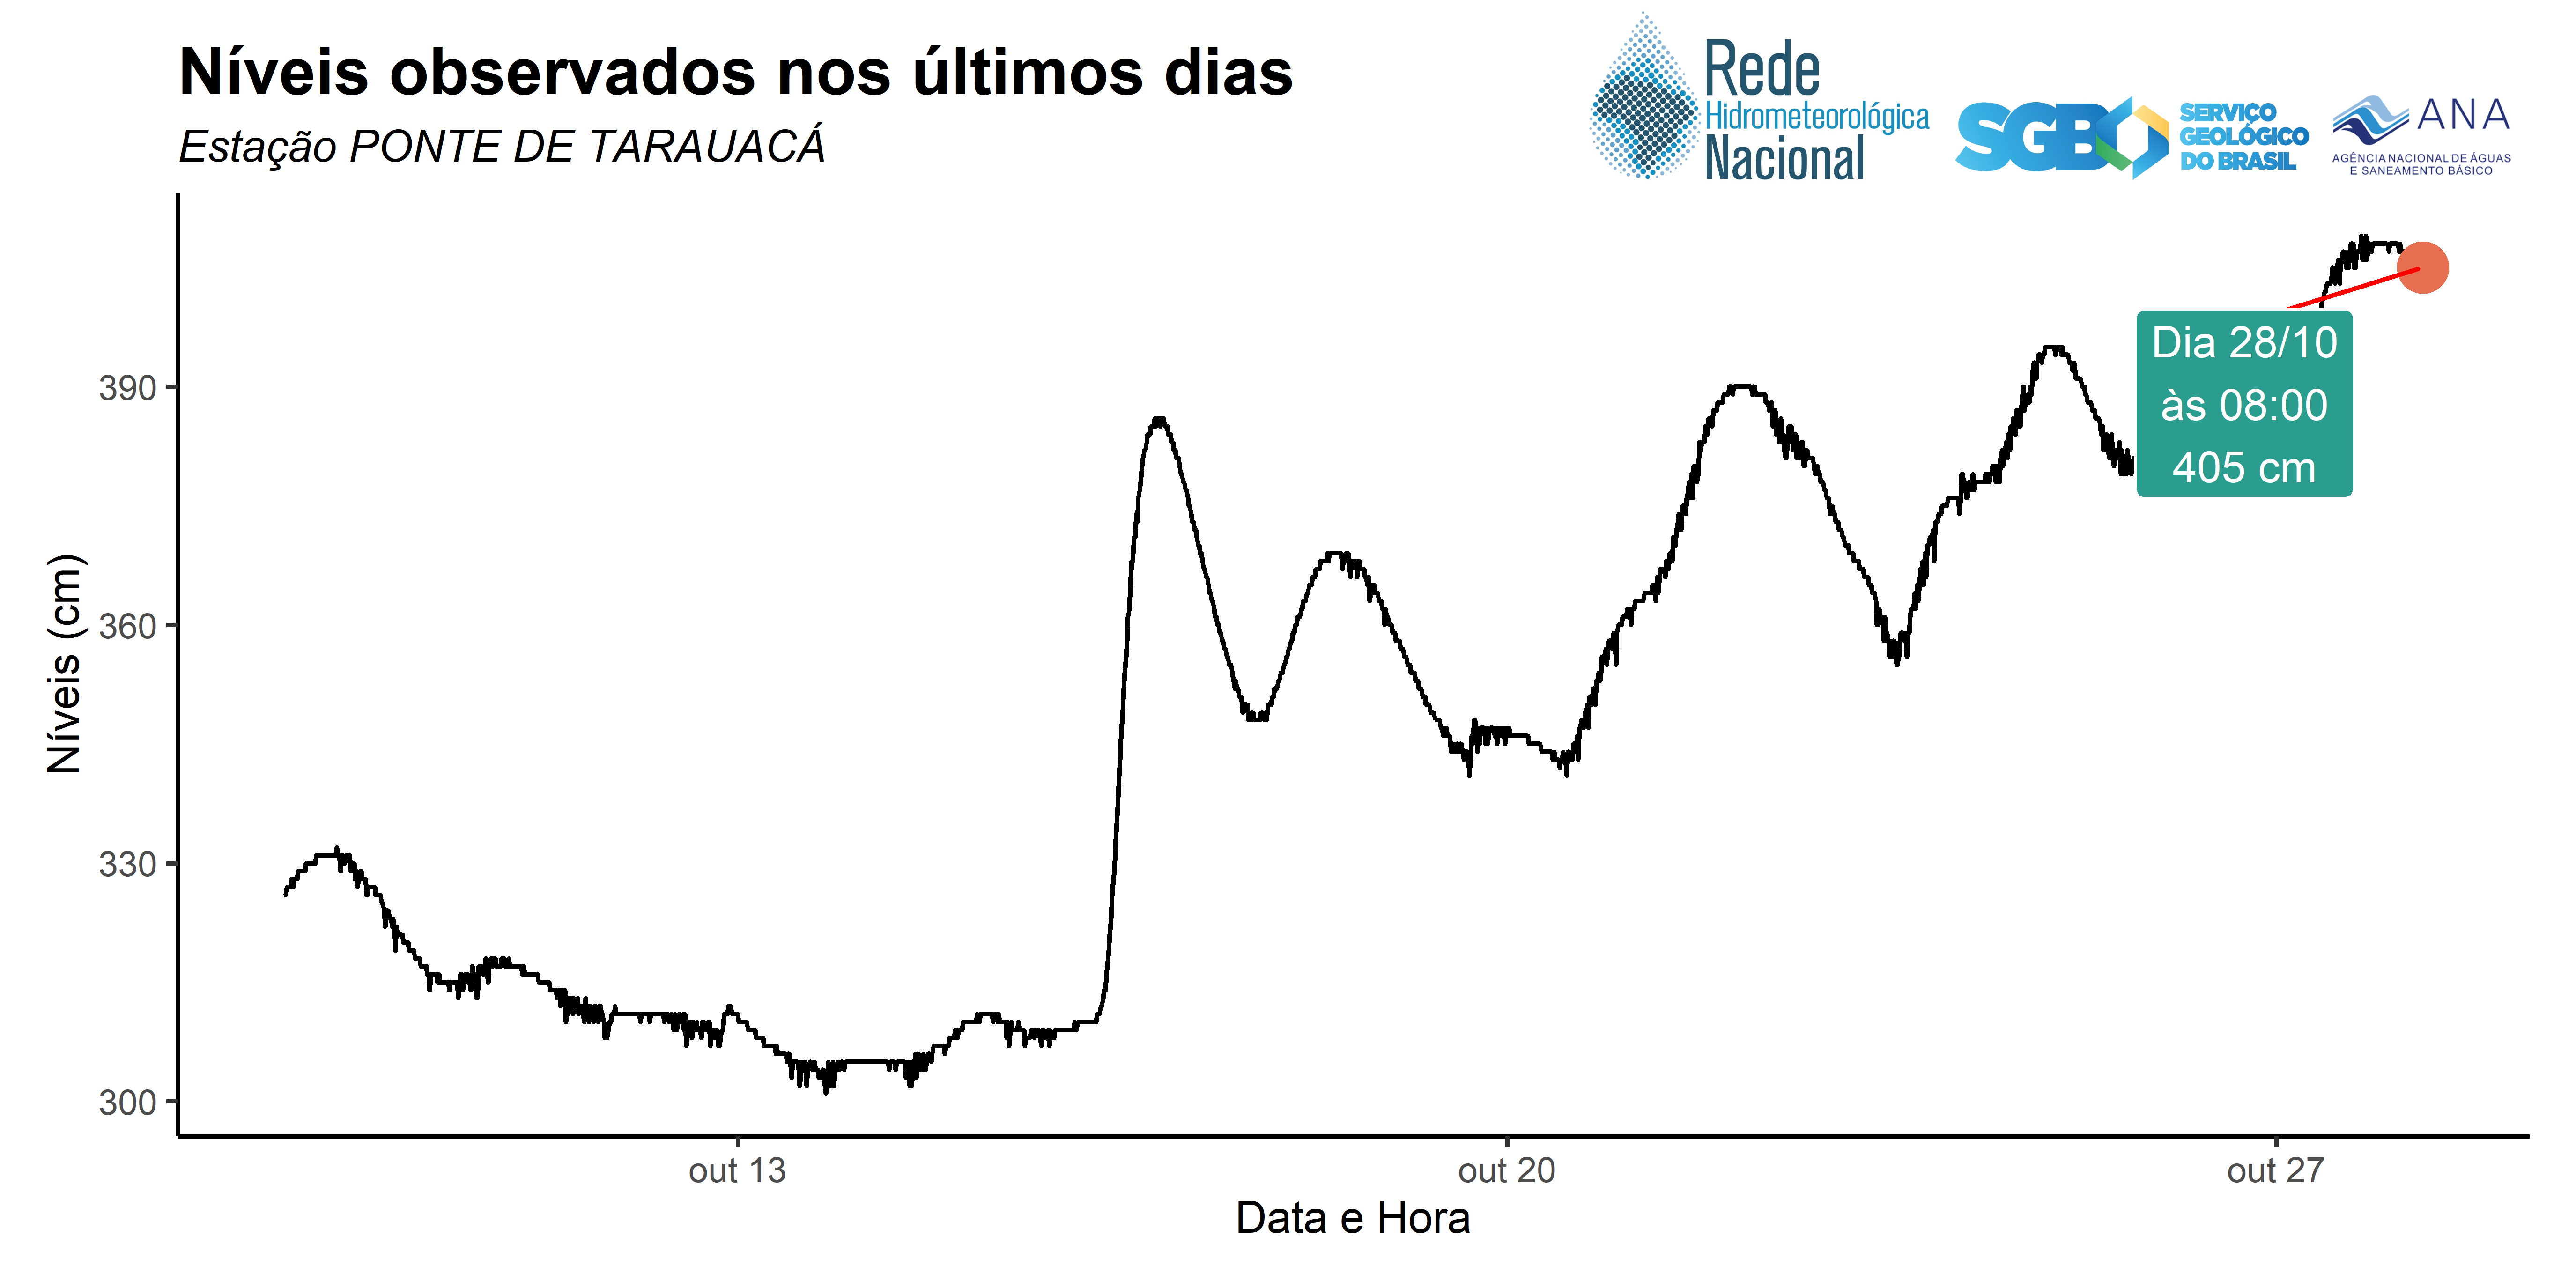 Níveis observados nos últimos dias
Estação PONTE DE TARAUACÁ
Rede
Hidrometeorológica
Nacional
SGB
SERVIÇO
GEOLÓGICO
DO BRASIL
ANA
AGÊNCIA NACIONAL DE ÁGUAS
E SANEAMENTO BÁSICO
Níveis (cm)
390
360
330
300
Dia 28/10
às 08:00
405 cm
out 13
out 20
out 27
Data e Hora